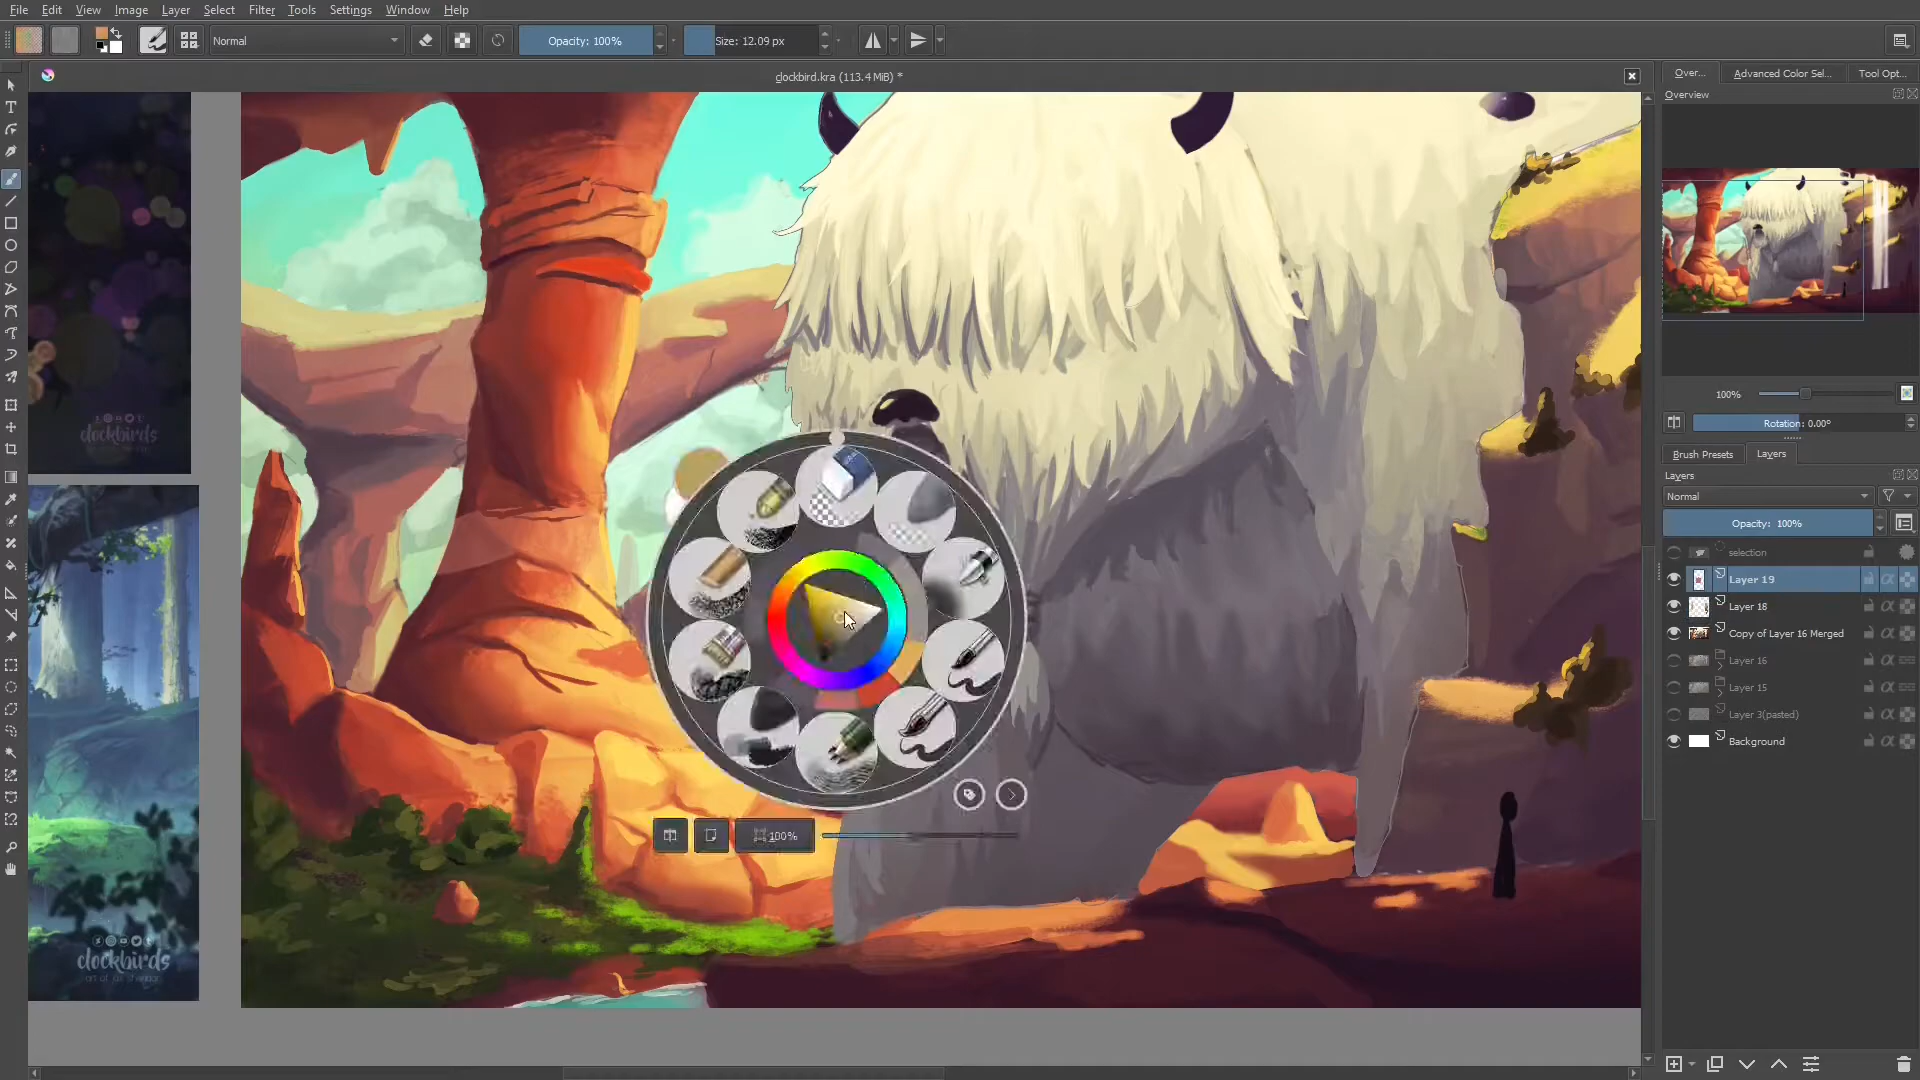 File Edit View Image Layer Select Filter Tools Settings Window Help
Normal
Opacity: 100%
Size: 12.09 px
clockbird.kra (113.4 MiB) *
Over...
Advanced Color Sel...
Tool Opt...
Overview
100%
Rotation: 0.00°
Brush Presets
Layers
Layers
Normal
Opacity: 100%
selection
Layer 19
Layer 18
Copy of Layer 16 Merged
Layer 16
Layer 15
Layer 3(pasted)
Background
100%
clockbirds
clockbirds